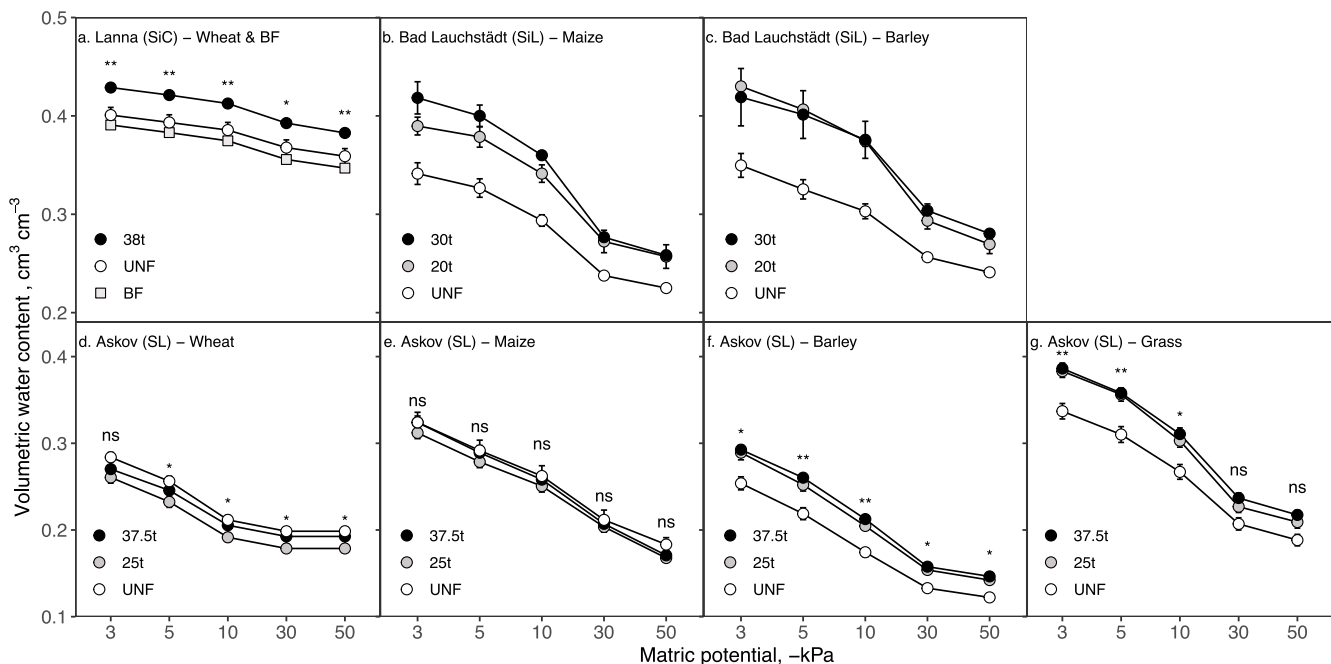 0.5
0.4
0.3
0.2
0.4
0.3
0.2
0.1
Volumetric water content , cm³ cm⁻³
a. Lanna (SiC) – Wheat & BF
** ** ** * **
38t
UNF
BF
b. Bad Lauchstädt (SiL) – Maize
30t
20t
UNF
c. Bad Lauchstädt (SiL) – Barley
30t
20t
UNF
d. Askov (SL) – Wheat
ns * * * *
37.5t
25t
UNF
e. Askov (SL) – Maize
ns ns ns ns ns
37.5t
25t
UNF
f. Askov (SL) – Barley
* ** ** * *
37.5t
25t
UNF
g. Askov (SL) – Grass
** ** * ns ns
37.5t
25t
UNF
3 5 10 30 50 3 5 10 30 50 3 5 10 30 50 3 5 10 30 50
Matric potential, −kPa